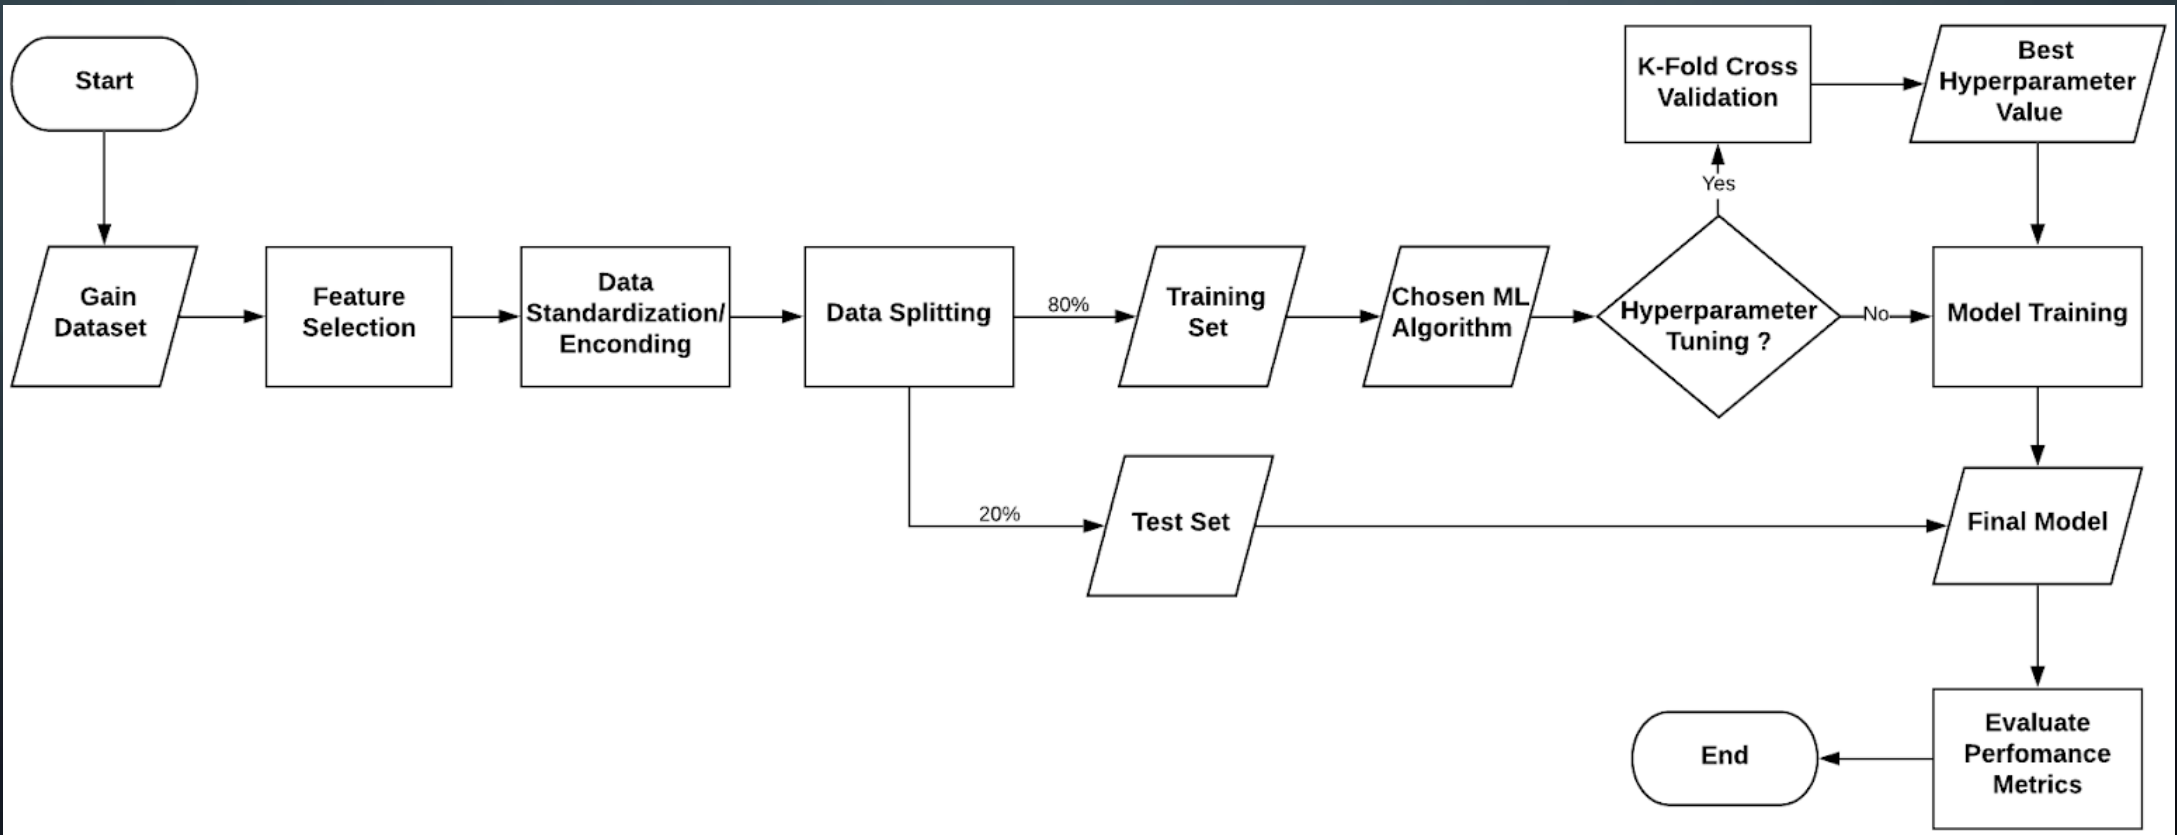 Start
K-Fold Cross
Validation
Best
Hyperparameter
Value
Yes
Gain
Dataset
Feature
Selection
Data
Standardization/
Enconding
Data Splitting
80%
Training
Set
Chosen ML
Algorithm
Hyperparameter
Tuning ?
No
Model Training
20%
Test Set
Final Model
Evaluate
Perfomance
Metrics
End